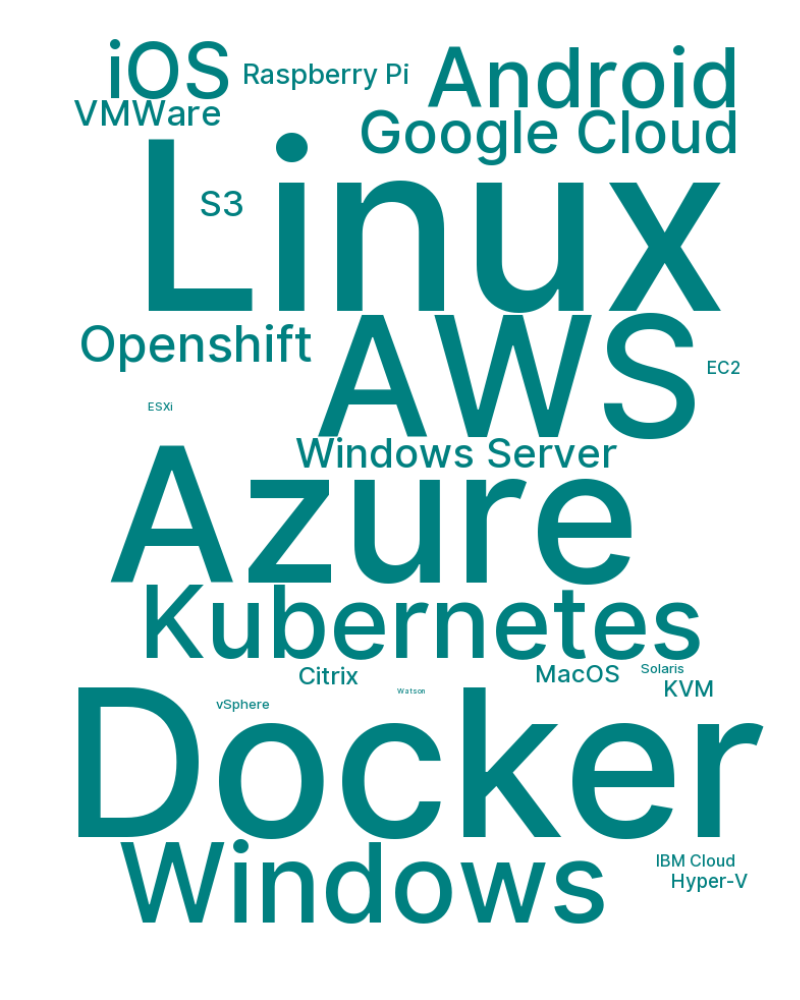 iOS
Raspberry Pi
Android
VMWare
Google Cloud
Linux
S3
Openshift
AWS
EC2
ESXi
Windows Server
Azure
Kubernetes
Citrix
MacOS
Solaris
KVM
Watson
vSphere
Docker
Windows
IBM Cloud
Hyper-V